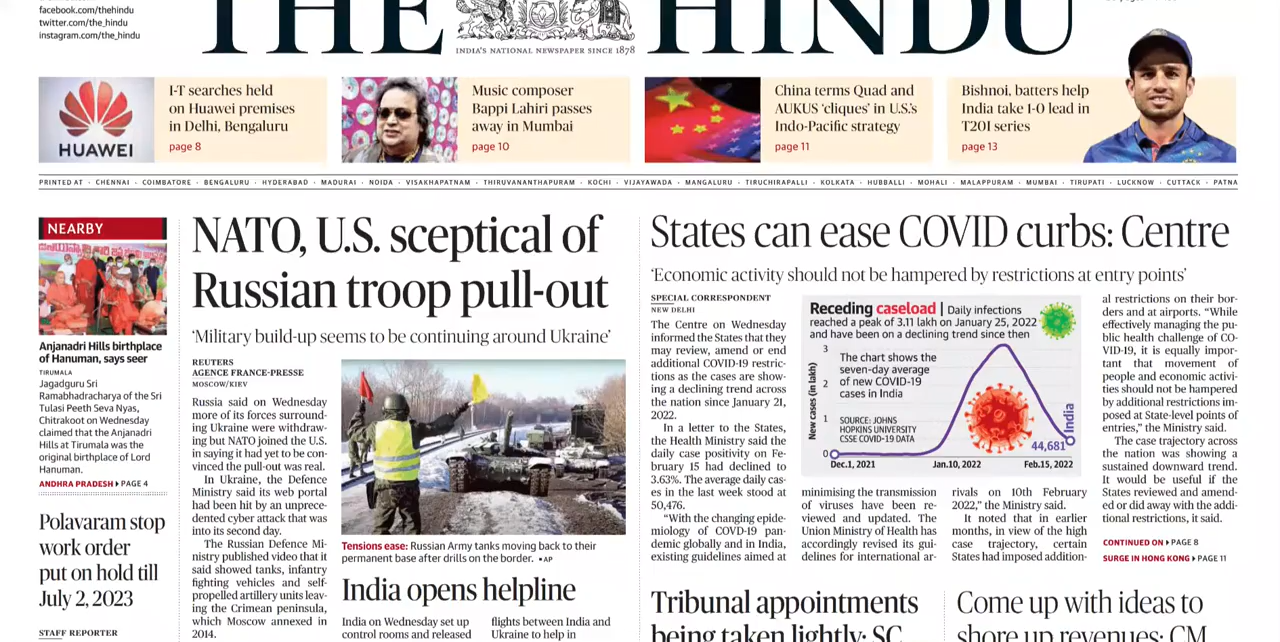 facebook.com/thehindu
twitter.com/the_hindu
instagram.com/the_hindu
THE HINDU
INDIA'S NATIONAL NEWSPAPER SINCE 1878
HUAWEI
I-T searches held
on Huawei premises
in Delhi, Bengaluru
page 8
Music composer
Bappi Lahiri passes
away in Mumbai
page 10
China terms Quad and
AUKUS ‘cliques’ in U.S.’s
Indo-Pacific strategy
page 11
Bishnoi, batters help
India take 1-0 lead in
T20I series
page 13
PRINTED AT · CHENNAI · COIMBATORE · BENGALURU · HYDERABAD · MADURAI · NOIDA · VISAKHAPATNAM · THIRUVANANTHAPURAM · KOCHI · VIJAYAWADA · MANGALURU · TIRUCHIRAPALLI · KOLKATA · HUBBALLI · MOHALI · MALAPPURAM · MUMBAI · TIRUPATI · LUCKNOW · CUTTACK · PATNA
NEARBY
Anjanadri Hills birthplace
of Hanuman, says seer
TIRUMALA
Jagadguru Sri
Ramabhadracharya of the Sri
Tulasi Peeth Seva Nyas,
Chitrakoot on Wednesday
claimed that the Anjanadri
Hills at Tirumala was the
original birthplace of Lord
Hanuman.
ANDHRA PRADESH ▸ PAGE 4
Polavaram stop
work order
put on hold till
July 2, 2023
STAFF REPORTER
NATO, U.S. sceptical of
Russian troop pull-out
‘Military build-up seems to be continuing around Ukraine’
REUTERS
AGENCE FRANCE-PRESSE
MOSCOW/KIEV
Russia said on Wednesday
more of its forces surround-
ing Ukraine were withdraw-
ing but NATO joined the U.S.
in saying it had yet to be con-
vinced the pull-out was real.
In Ukraine, the Defence
Ministry said its web portal
had been hit by an unprece-
dented cyber attack that was
into its second day.
The Russian Defence Mi-
nistry published video that it
said showed tanks, infantry
fighting vehicles and self-
propelled artillery units leav-
ing the Crimean peninsula,
which Moscow annexed in
2014.
Tensions ease: Russian Army tanks moving back to their
permanent base after drills on the border. • AP
India opens helpline
India on Wednesday set up
control rooms and released
flights between India and
Ukraine to help in
States can ease COVID curbs: Centre
‘Economic activity should not be hampered by restrictions at entry points’
SPECIAL CORRESPONDENT
NEW DELHI
The Centre on Wednesday
informed the States that they
may review, amend or end
additional COVID-19 restric-
tions as the cases are show-
ing a declining trend across
the nation since January 21,
2022.
In a letter to the States,
the Health Ministry said the
daily case positivity on Fe-
bruary 15 had declined to
3.63%. The average daily cas-
es in the last week stood at
50,476.
“With the changing epide-
miology of COVID-19 pan-
demic globally and in India,
existing guidelines aimed at
Receding caseload | Daily infections
reached a peak of 3.11 lakh on January 25, 2022
and have been on a declining trend since then
New cases (in lakh)
3
2
1
0
The chart shows the
seven-day average
of new COVID-19
cases in India
SOURCE: JOHNS
HOPKINS UNIVERSITY
CSSE COVID-19 DATA
India
44,681
Dec.1, 2021
Jan.10, 2022
Feb.15, 2022
minimising the transmission
of viruses have been re-
viewed and updated. The
Union Ministry of Health has
accordingly revised its gui-
delines for international ar-
rivals on 10th February
2022,” the Ministry said.
It noted that in earlier
months, in view of the high
case trajectory, certain
States had imposed addition-
al restrictions on their bor-
ders and at airports. “While
effectively managing the pu-
blic health challenge of CO-
VID-19, it is equally impor-
tant that movement of
people and economic activi-
ties should not be hampered
by additional restrictions im-
posed at State-level points of
entries,” the Ministry said.
The case trajectory across
the nation was showing a
sustained downward trend.
It would be useful if the
States reviewed and amend-
ed or did away with the addi-
tional restrictions, it said.
CONTINUED ON ▸ PAGE 8
SURGE IN HONG KONG ▸ PAGE 11
Tribunal appointments
being taken lightly: SC
Come up with ideas to
shore up revenues: CM